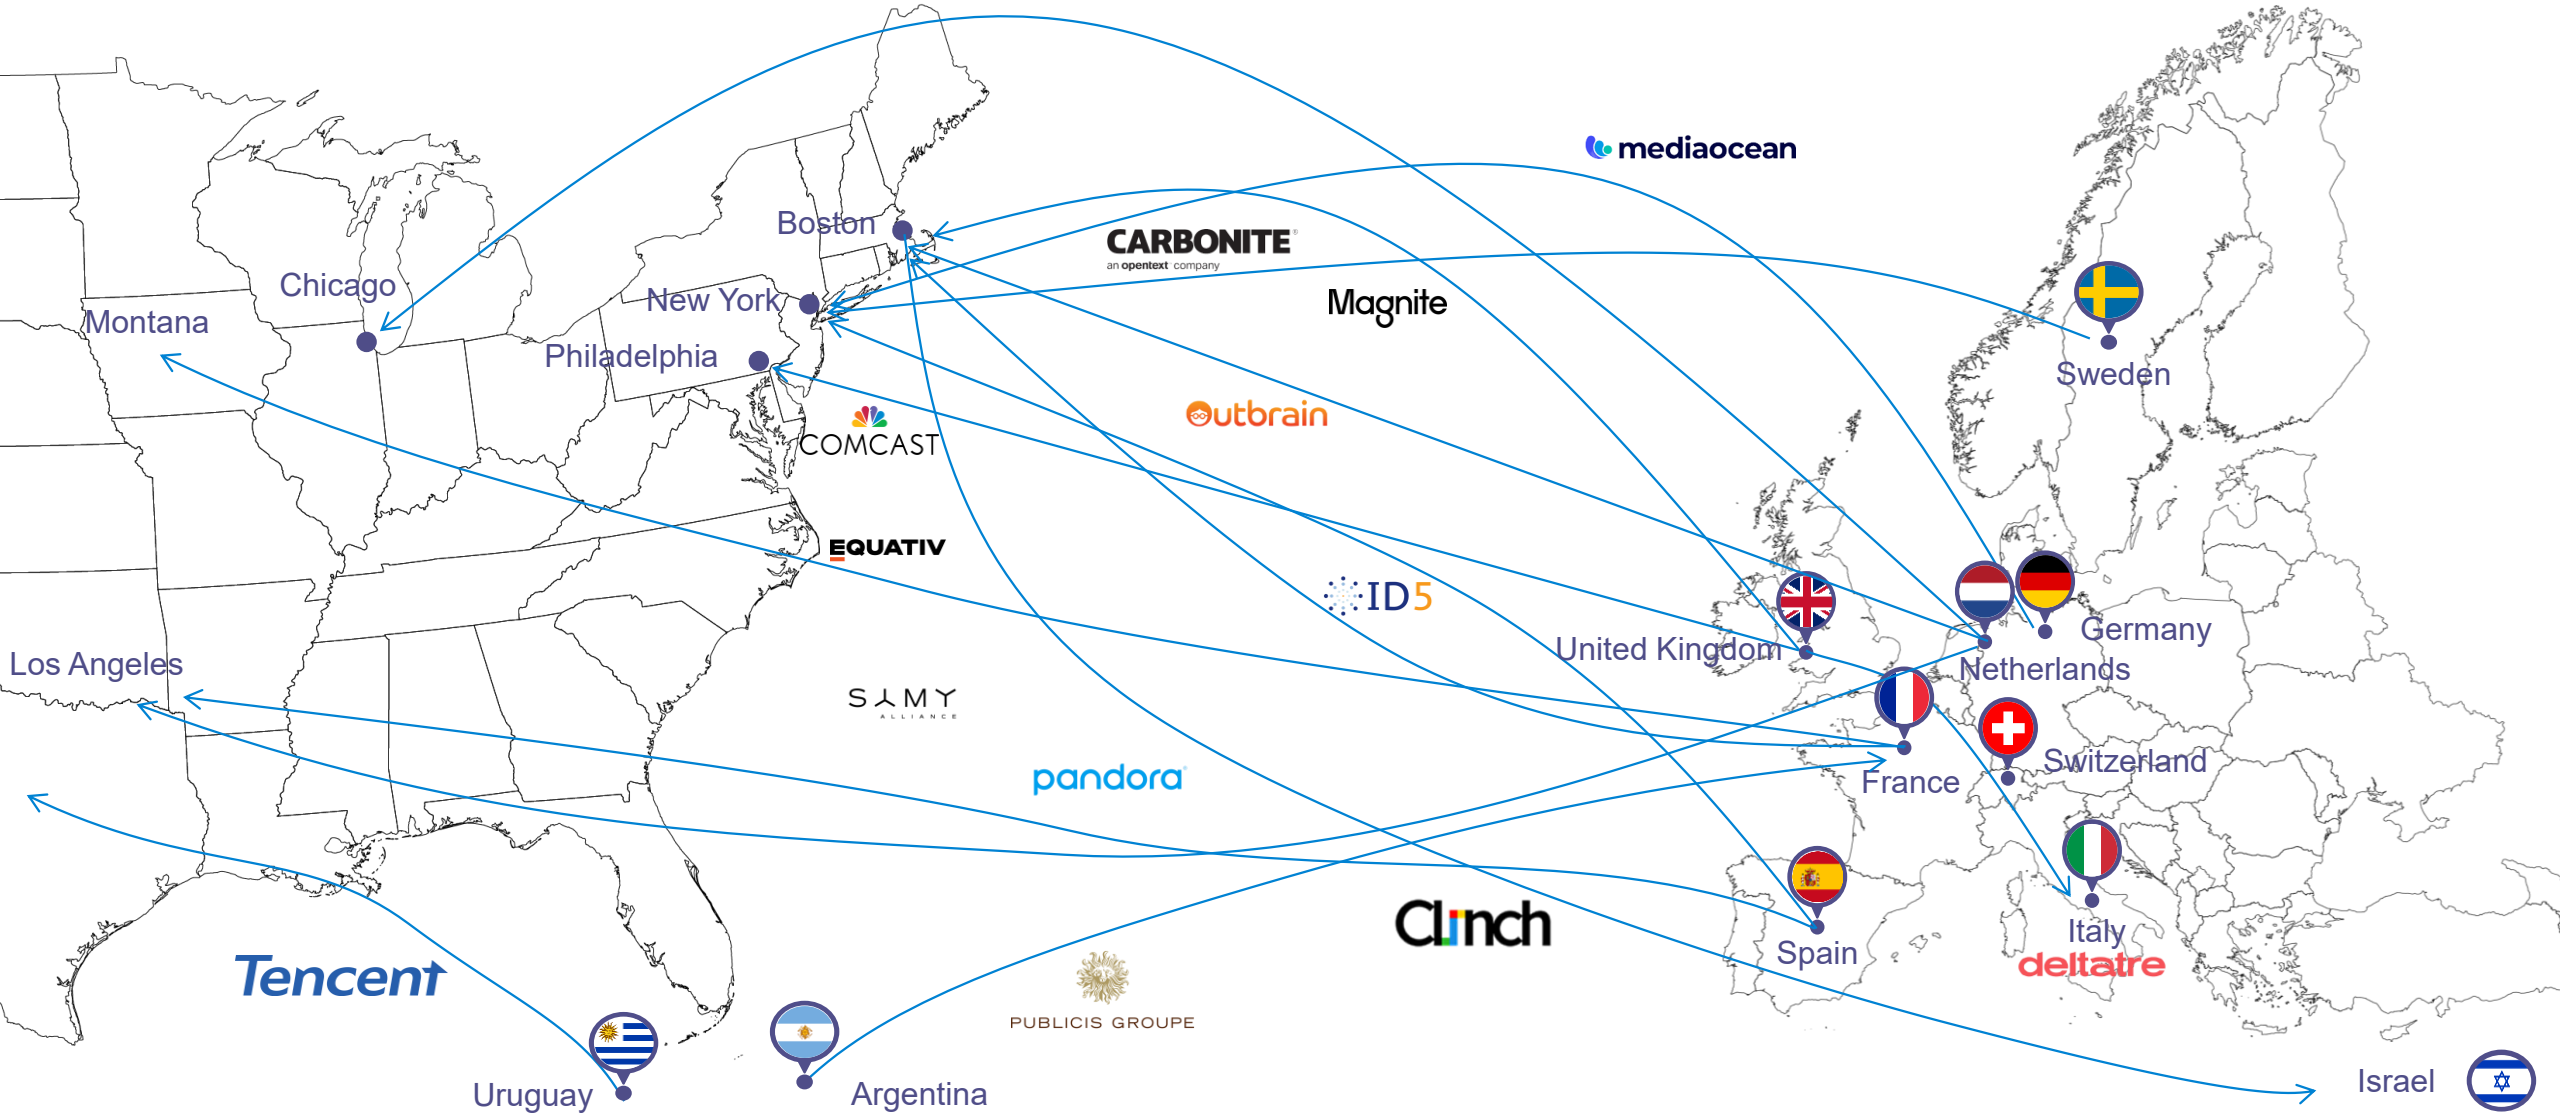 mediaocean
Boston
CARBONITE
an opentext company
Chicago
New York
Magnite
Montana
Philadelphia
Sweden
Outbrain
COMCAST
EQUATIV
ID5
Germany
United Kingdom
Netherlands
Los Angeles
SAMY
ALLIANCE
Switzerland
pandora
France
Clinch
Italy
Spain
deltatre
Tencent
PUBLICIS GROUPE
Uruguay
Argentina
Israel